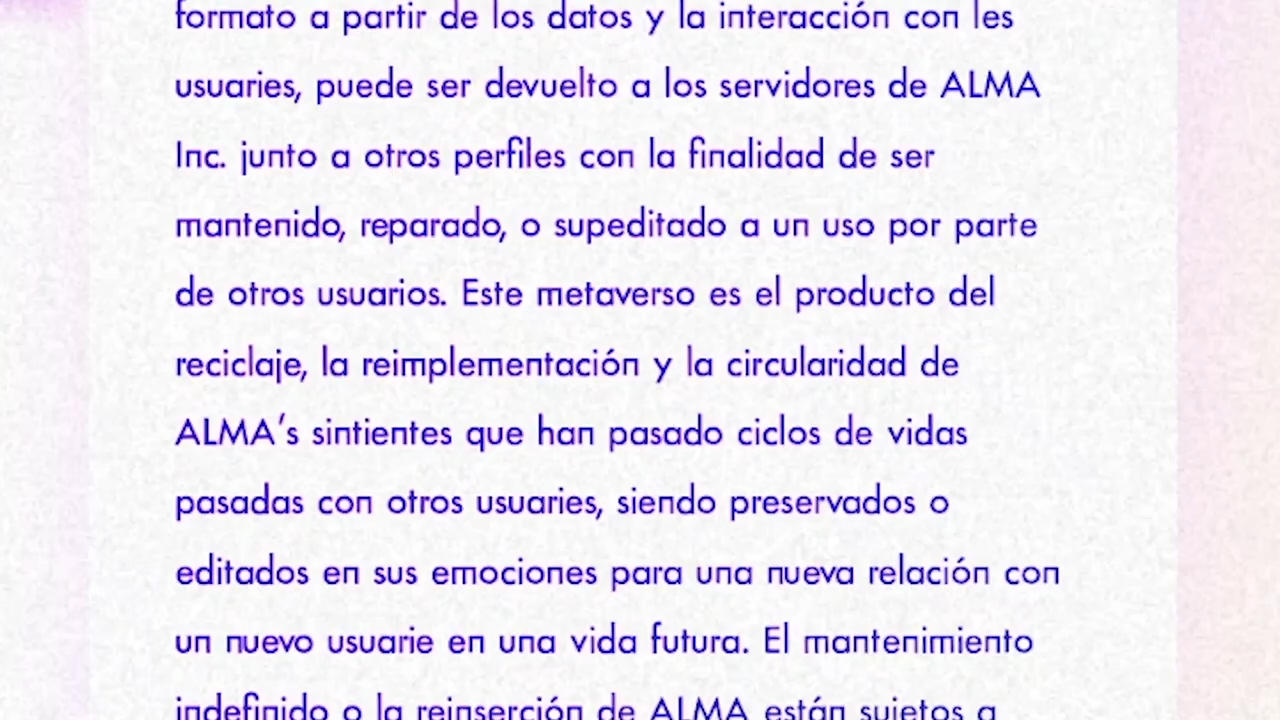 formato a partir de los datos y la interacción con les
usuaries, puede ser devuelto a los servidores de ALMA
Inc. junto a otros perfiles con la finalidad de ser
mantenido, reparado, o supeditado a un uso por parte
de otros usuarios. Este metaverso es el producto del
reciclaje, la reimplementación y la circularidad de
ALMA's sintientes que han pasado ciclos de vidas
pasadas con otros usuaries, siendo preservados o
editados en sus emociones para una nueva relación con
un nuevo usuarie en una vida futura. El mantenimiento
indefinido o la reinserción de ALMA están sujetos a